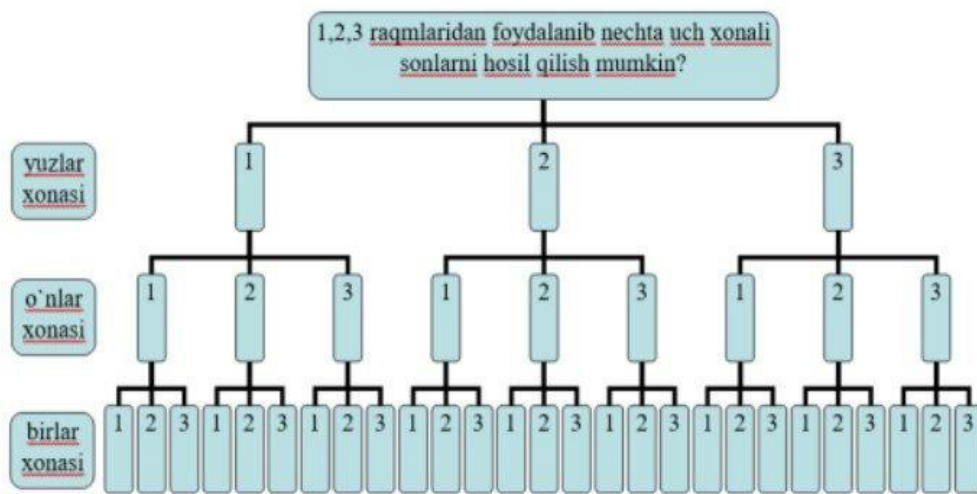 1,2,3 raqmlaridan foydalanib nechta uch xonali
sonlarni hosil qilish mumkin?
yuzlar
xonasi
1 2 3
o`nlar
xonasi
1 2 3 1 2 3 1 2 3
birlar
xonasi
1 2 3 1 2 3 1 2 3 1 2 3 1 2 3 1 2 3 1 2 3 1 2 3 1 2 3